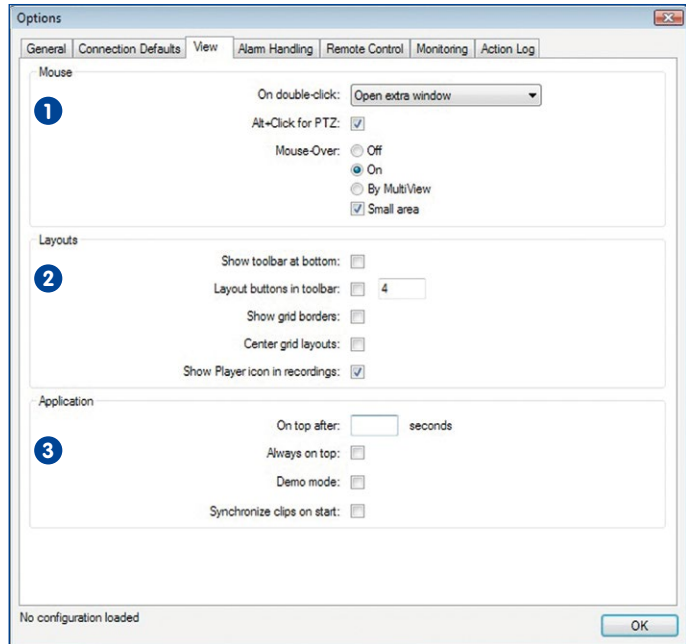 Options
General Connection Defaults View Alarm Handling Remote Control Monitoring Action Log
Mouse
1
On double-click: Open extra window
Alt+Click for PTZ:
Mouse-Over: Off
On
By MultiView
Small area
Layouts
2
Show toolbar at bottom:
Layout buttons in toolbar: 4
Show grid borders:
Center grid layouts:
Show Player icon in recordings:
Application
3
On top after: seconds
Always on top:
Demo mode:
Synchronize clips on start:
No configuration loaded
OK